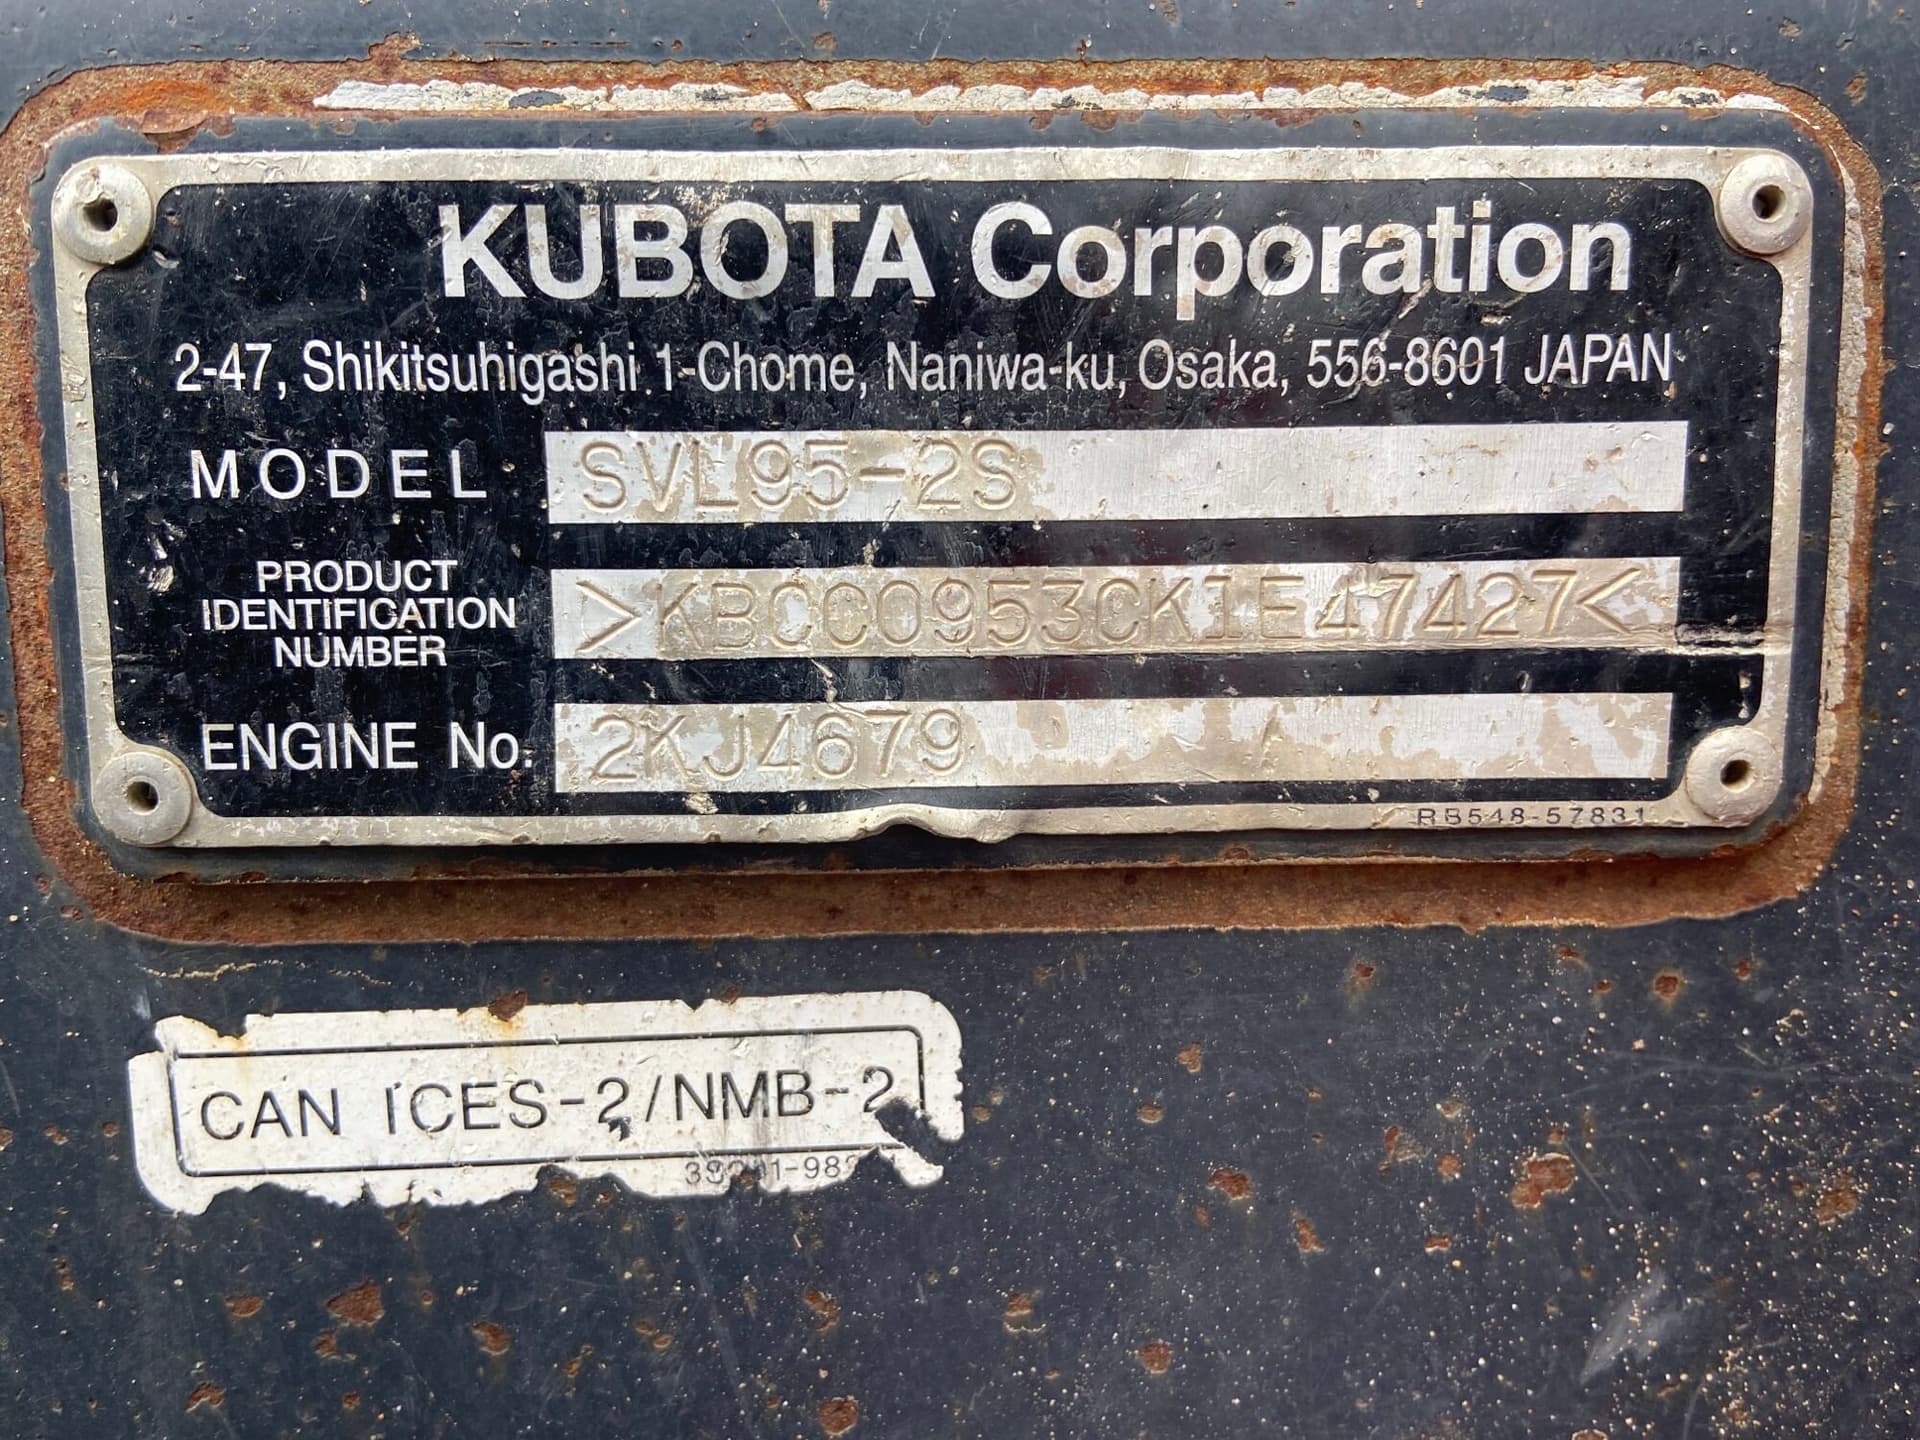 KUBOTA Corporation
2-47, Shikitsuhigashi 1-Chome, Naniwa-ku, Osaka, 556-8601 JAPAN
MODEL SVL95-2S
PRODUCT
IDENTIFICATION
NUMBER
>KBCC0953CK1E47427<
ENGINE No. 2KJ4679
RB548-57831
CAN ICES-2/NMB-2